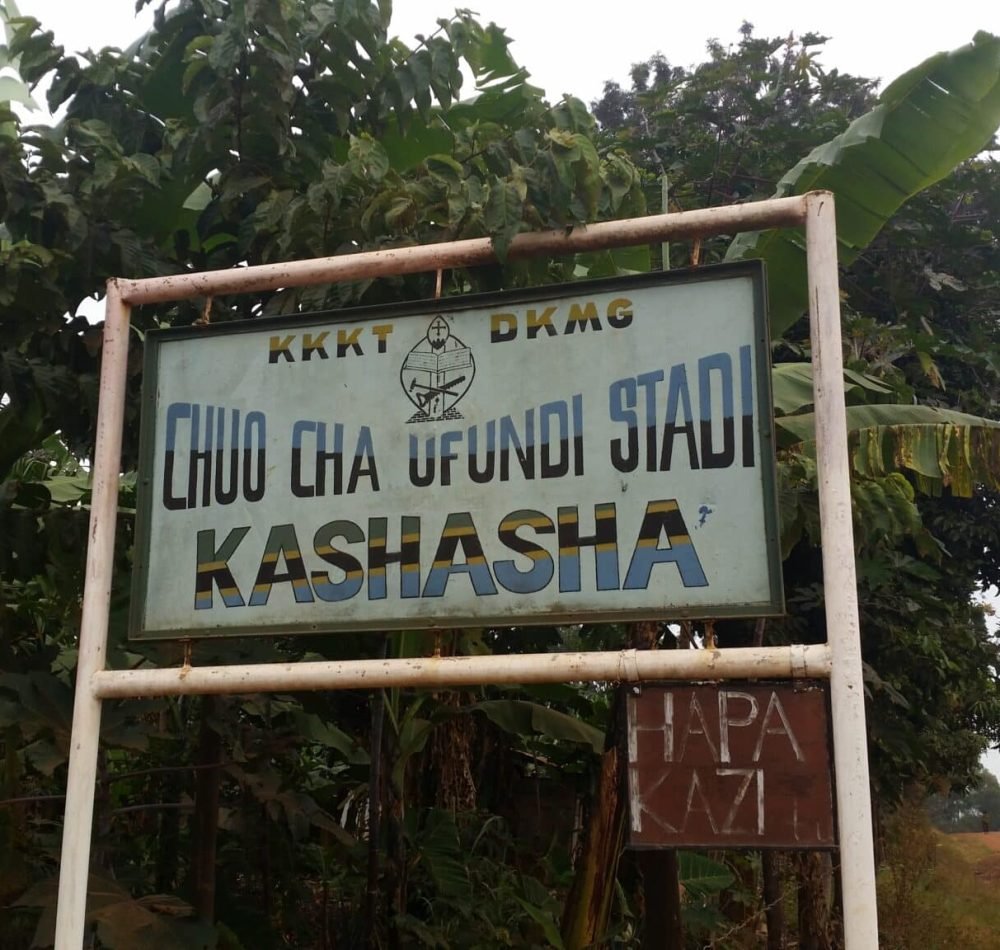 KKKT DKMG
CHUO CHA UFUNDI STADI
KASHASHA
HAPA
KAZI